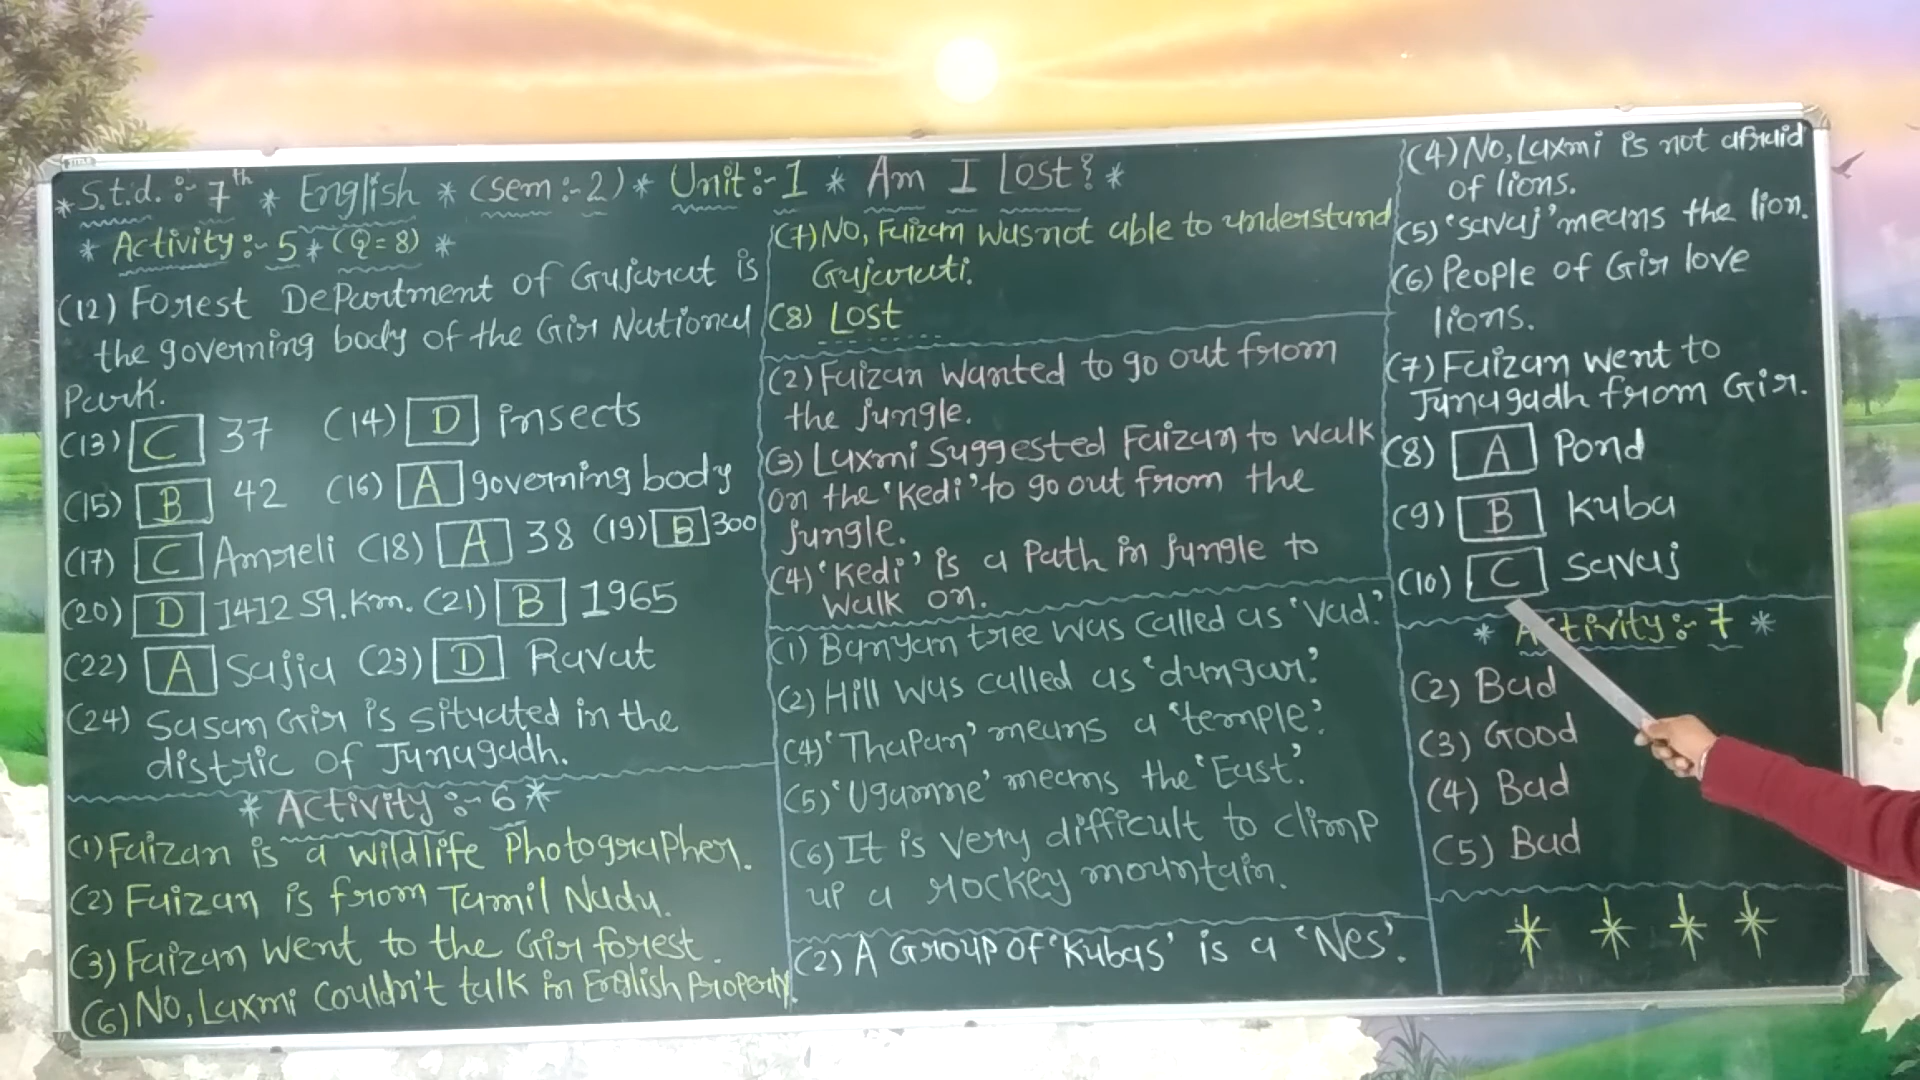 * S.t.d. :- 7th * English * (Sem :- 2) * Unit :- 1 * Am I Lost? *
* Activity :- 5 * (Q = 8) *
(12) Forest Department of Gujarat is
the governing body of the Gir National
Park.
(13) C 37 (14) D insects
(15) B 42 (16) A governing body
(17) C Amreli (18) A 38 (19) B 300
(20) D 1412 sq.km. (21) B 1965
(22) A Sajia (23) D Ravat
(24) Sasan Gir is situated in the
distric of Junagadh.
* Activity :- 6 *
(1) Faizan is a wildlife Photographer.
(2) Faizan is from Tamil Nadu.
(3) Faizan went to the Gir forest.
(6) No, Laxmi Couldn't talk in English Properly.
(7) No, Faizan was not able to understand
Gujarati.
(8) Lost
(2) Faizan wanted to go out from
the jungle.
(3) Laxmi Suggested Faizan to walk
on the 'kedi' to go out from the
jungle.
(4) 'Kedi' is a Path in jungle to
walk on.
(1) Banyan tree was called as 'Vad'.
(2) Hill was called as 'dungar'.
(4) 'Thapan' means a 'temple'.
(5) 'Ugamne' means the 'East'.
(6) It is very difficult to climp
up a rockey mountain.
(2) A Group of 'Kubas' is a 'Nes'.
(4) No, Laxmi is not afraid
of lions.
(5) 'savaj' means the lion.
(6) People of Gir love
lions.
(7) Faizan went to
Junagadh from Gir.
(8) A Pond
(9) B kuba
(10) C savaj
* Activity :- 7 *
(2) Bad
(3) Good
(4) Bad
(5) Bad